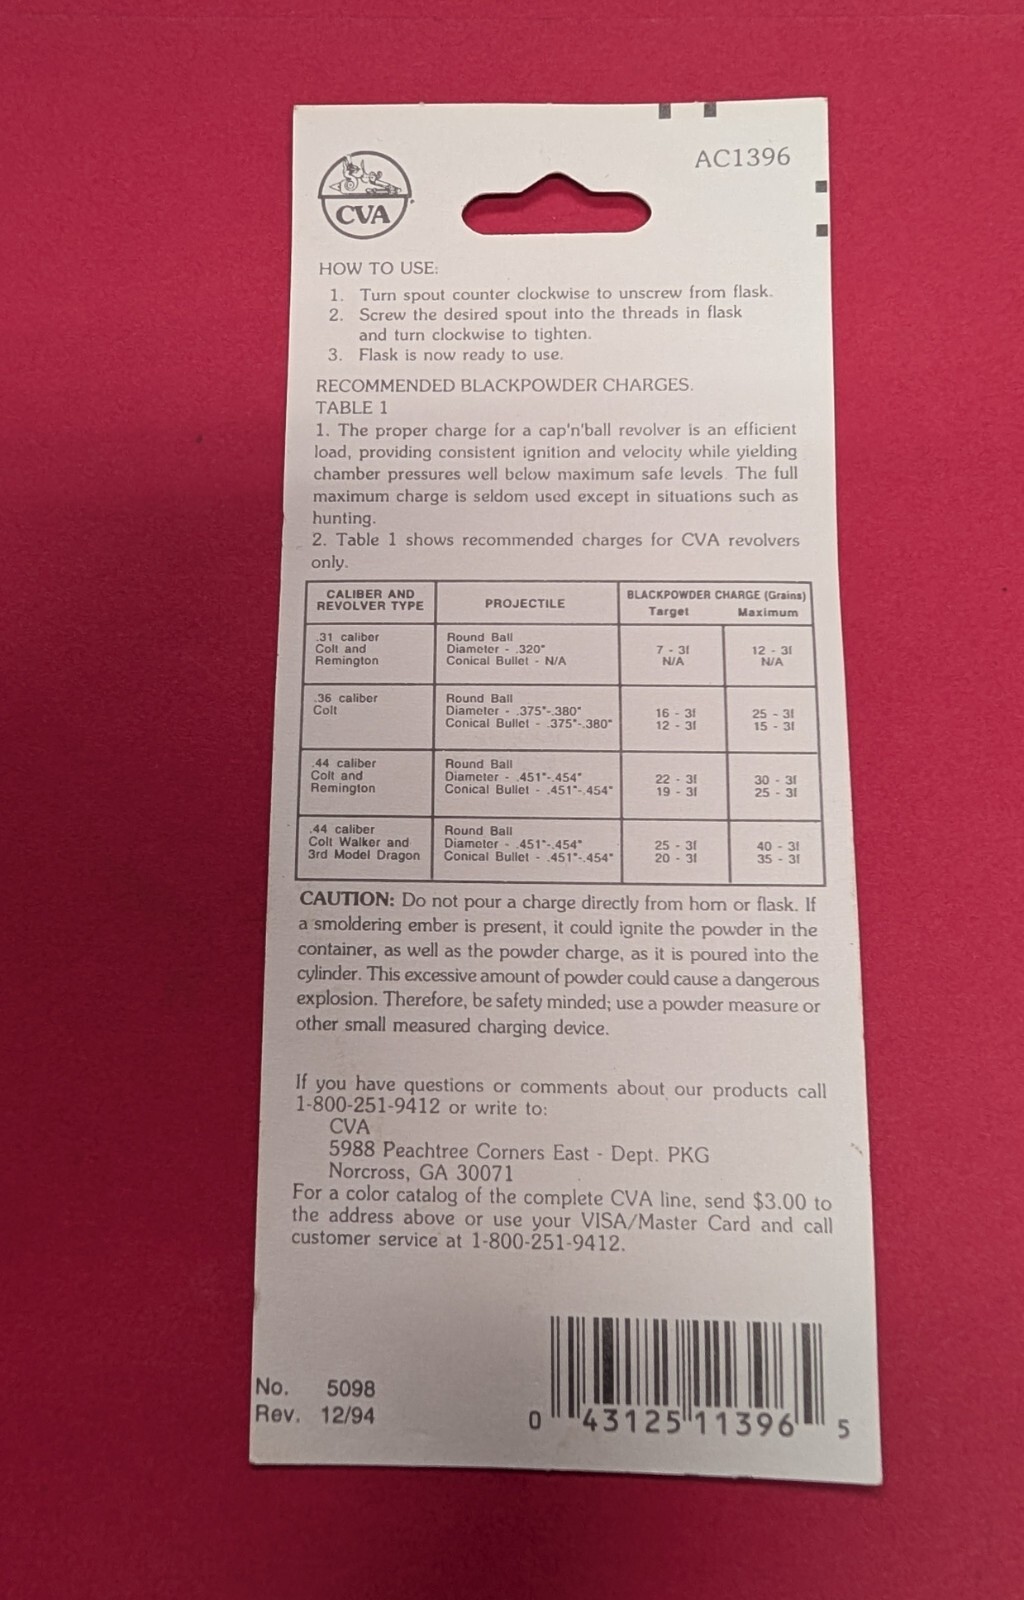 CVA
AC1396
HOW TO USE:
1. Turn spout counter clockwise to unscrew from flask.
2. Screw the desired spout into the threads in flask
and turn clockwise to tighten.
3. Flask is now ready to use.
RECOMMENDED BLACKPOWDER CHARGES.
TABLE 1
1. The proper charge for a cap'n'ball revolver is an efficient
load, providing consistent ignition and velocity while yielding
chamber pressures well below maximum safe levels. The full
maximum charge is seldom used except in situations such as
hunting.
2. Table 1 shows recommended charges for CVA revolvers
only.
CALIBER AND
REVOLVER TYPE
PROJECTILE
BLACKPOWDER CHARGE (Grains)
Target Maximum
.31 caliber
Colt and
Remington
Round Ball
Diameter - .320"
Conical Bullet - N/A
7 - 3f
N/A
12 - 3f
N/A
.36 caliber
Colt
Round Ball
Diameter - .375"-.380"
Conical Bullet - .375"-.380"
16 - 3f
12 - 3f
25 - 3f
15 - 3f
.44 caliber
Colt and
Remington
Round Ball
Diameter - .451"-.454"
Conical Bullet - .451"-.454"
22 - 3f
19 - 3f
30 - 3f
25 - 3f
.44 caliber
Colt Walker and
3rd Model Dragon
Round Ball
Diameter - .451"-.454"
Conical Bullet - .451"-.454"
25 - 3f
20 - 3f
40 - 3f
35 - 3f
CAUTION: Do not pour a charge directly from horn or flask. If
a smoldering ember is present, it could ignite the powder in the
container, as well as the powder charge, as it is poured into the
cylinder. This excessive amount of powder could cause a dangerous
explosion. Therefore, be safety minded; use a powder measure or
other small measured charging device.
If you have questions or comments about our products call
1-800-251-9412 or write to:
CVA
5988 Peachtree Corners East - Dept. PKG
Norcross, GA 30071
For a color catalog of the complete CVA line, send $3.00 to
the address above or use your VISA/Master Card and call
customer service at 1-800-251-9412.
No. 5098
Rev. 12/94
0 43125 11396 5